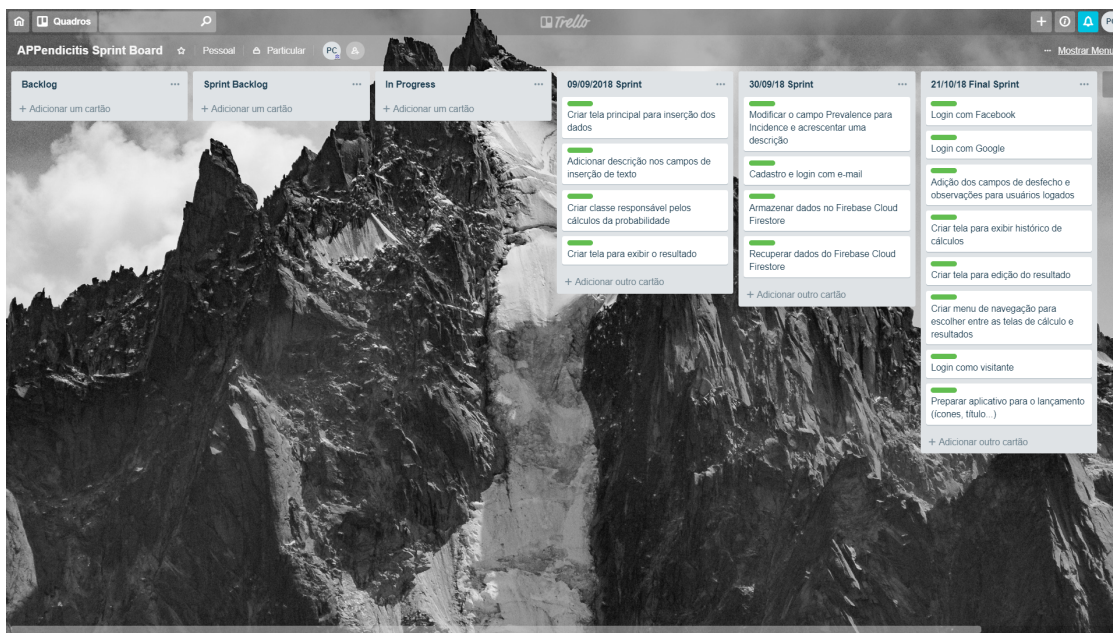 Quadros
Trello
APPendicitis Sprint Board
Pessoal
Particular
PC
Mostrar Menu
Backlog
+ Adicionar um cartão
Sprint Backlog
+ Adicionar um cartão
In Progress
+ Adicionar um cartão
09/09/2018 Sprint
Criar tela principal para inserção dos
dados
Adicionar descrição nos campos de
inserção de texto
Criar classe responsável pelos
cálculos da probabilidade
Criar tela para exibir o resultado
+ Adicionar outro cartão
30/09/18 Sprint
Modificar o campo Prevalence para
Incidence e acrescentar uma
descrição
Cadastro e login com e-mail
Armazenar dados no Firebase Cloud
Firestore
Recuperar dados do Firebase Cloud
Firestore
+ Adicionar outro cartão
21/10/18 Final Sprint
Login com Facebook
Login com Google
Adição dos campos de desfecho e
observações para usuários logados
Criar tela para exibir histórico de
cálculos
Criar tela para edição do resultado
Criar menu de navegação para
escolher entre as telas de cálculo e
resultados
Login como visitante
Preparar aplicativo para o lançamento
(ícones, título...)
+ Adicionar outro cartão